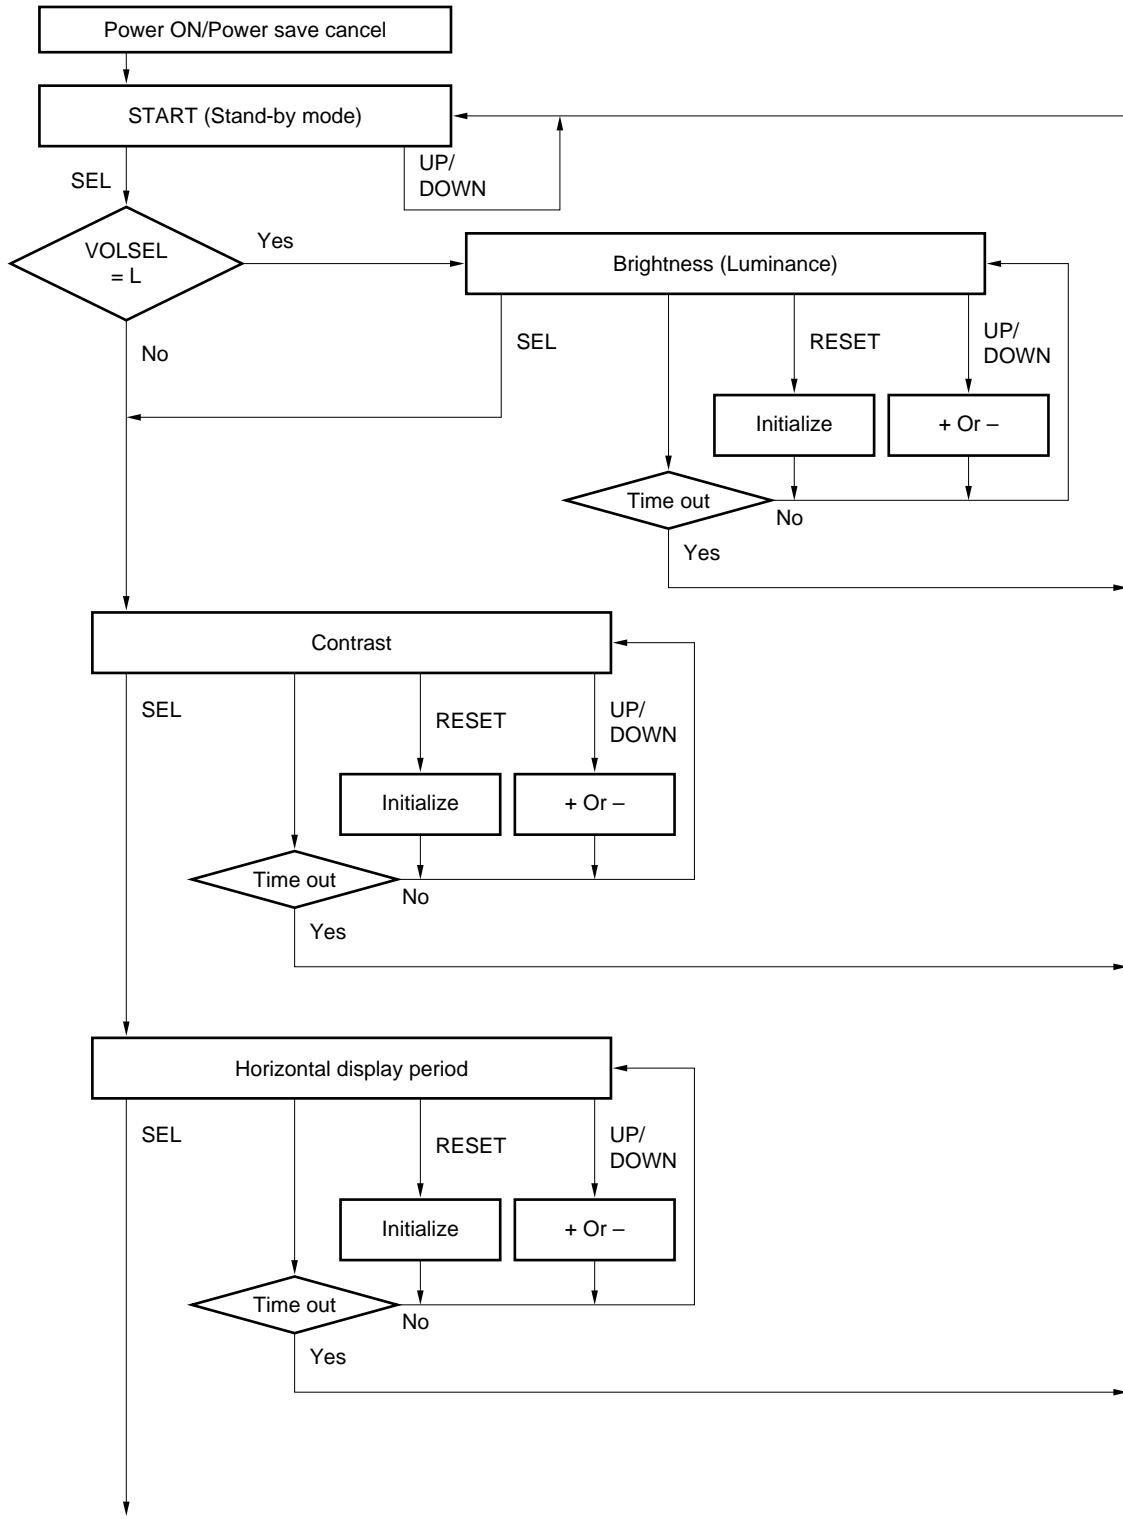 Power ON/Power save cancel
START (Stand-by mode)
SEL
UP/
DOWN
VOLSEL
= L
Yes
No
Brightness (Luminance)
SEL
RESET
UP/
DOWN
Initialize
+ Or –
Time out
No
Yes
Contrast
SEL
RESET
UP/
DOWN
Initialize
+ Or –
Time out
No
Yes
Horizontal display period
SEL
RESET
UP/
DOWN
Initialize
+ Or –
Time out
No
Yes